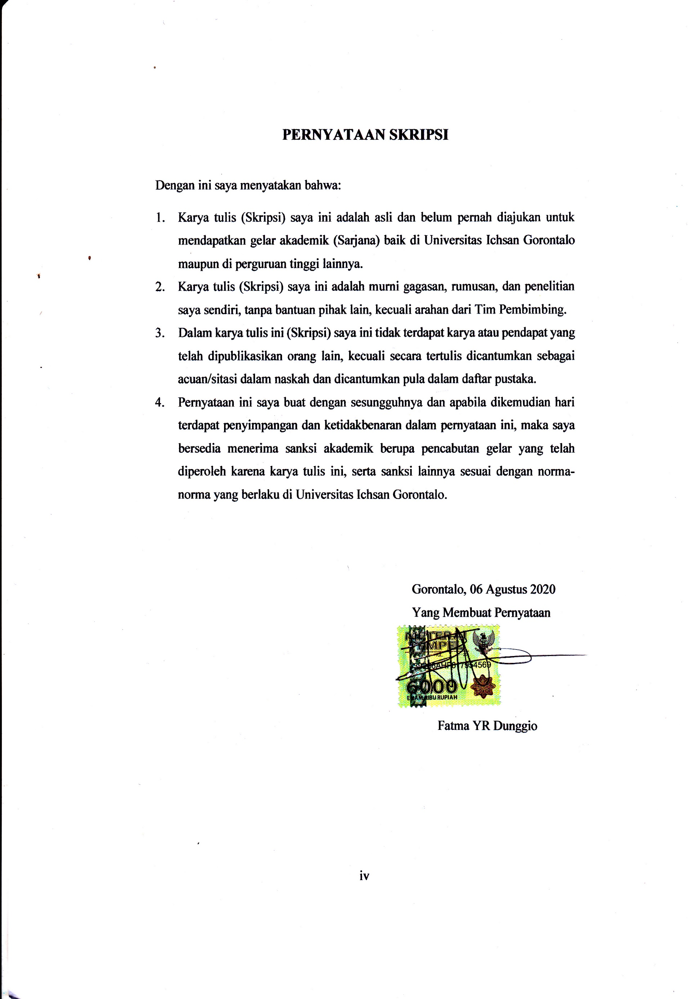 PERNYATAAN SKRIPSI
Dengan ini saya menyatakan bahwa:
1. Karya tulis (Skripsi) saya ini adalah asli dan belum pernah diajukan untuk
mendapatkan gelar akademik (Sarjana) baik di Universitas Ichsan Gorontalo
maupun di perguruan tinggi lainnya.
2. Karya tulis (Skripsi) saya ini adalah murni gagasan, rumusan, dan penelitian
saya sendiri, tanpa bantuan pihak lain, kecuali arahan dari Tim Pembimbing.
3. Dalam karya tulis ini (Skripsi) saya ini tidak terdapat karya atau pendapat yang
telah dipublikasikan orang lain, kecuali secara tertulis dicantumkan sebagai
acuan/sitasi dalam naskah dan dicantumkan pula dalam daftar pustaka.
4. Pernyataan ini saya buat dengan sesungguhnya dan apabila dikemudian hari
terdapat penyimpangan dan ketidakbenaran dalam pernyataan ini, maka saya
bersedia menerima sanksi akademik berupa pencabutan gelar yang telah
diperoleh karena karya tulis ini, serta sanksi lainnya sesuai dengan norma-
norma yang berlaku di Universitas Ichsan Gorontalo.
Gorontalo, 06 Agustus 2020
Yang Membuat Pernyataan
METERAI
TEMPEL
TGL.
6000
ENAM RIBU RUPIAH
Fatma YR Dunggio
iv